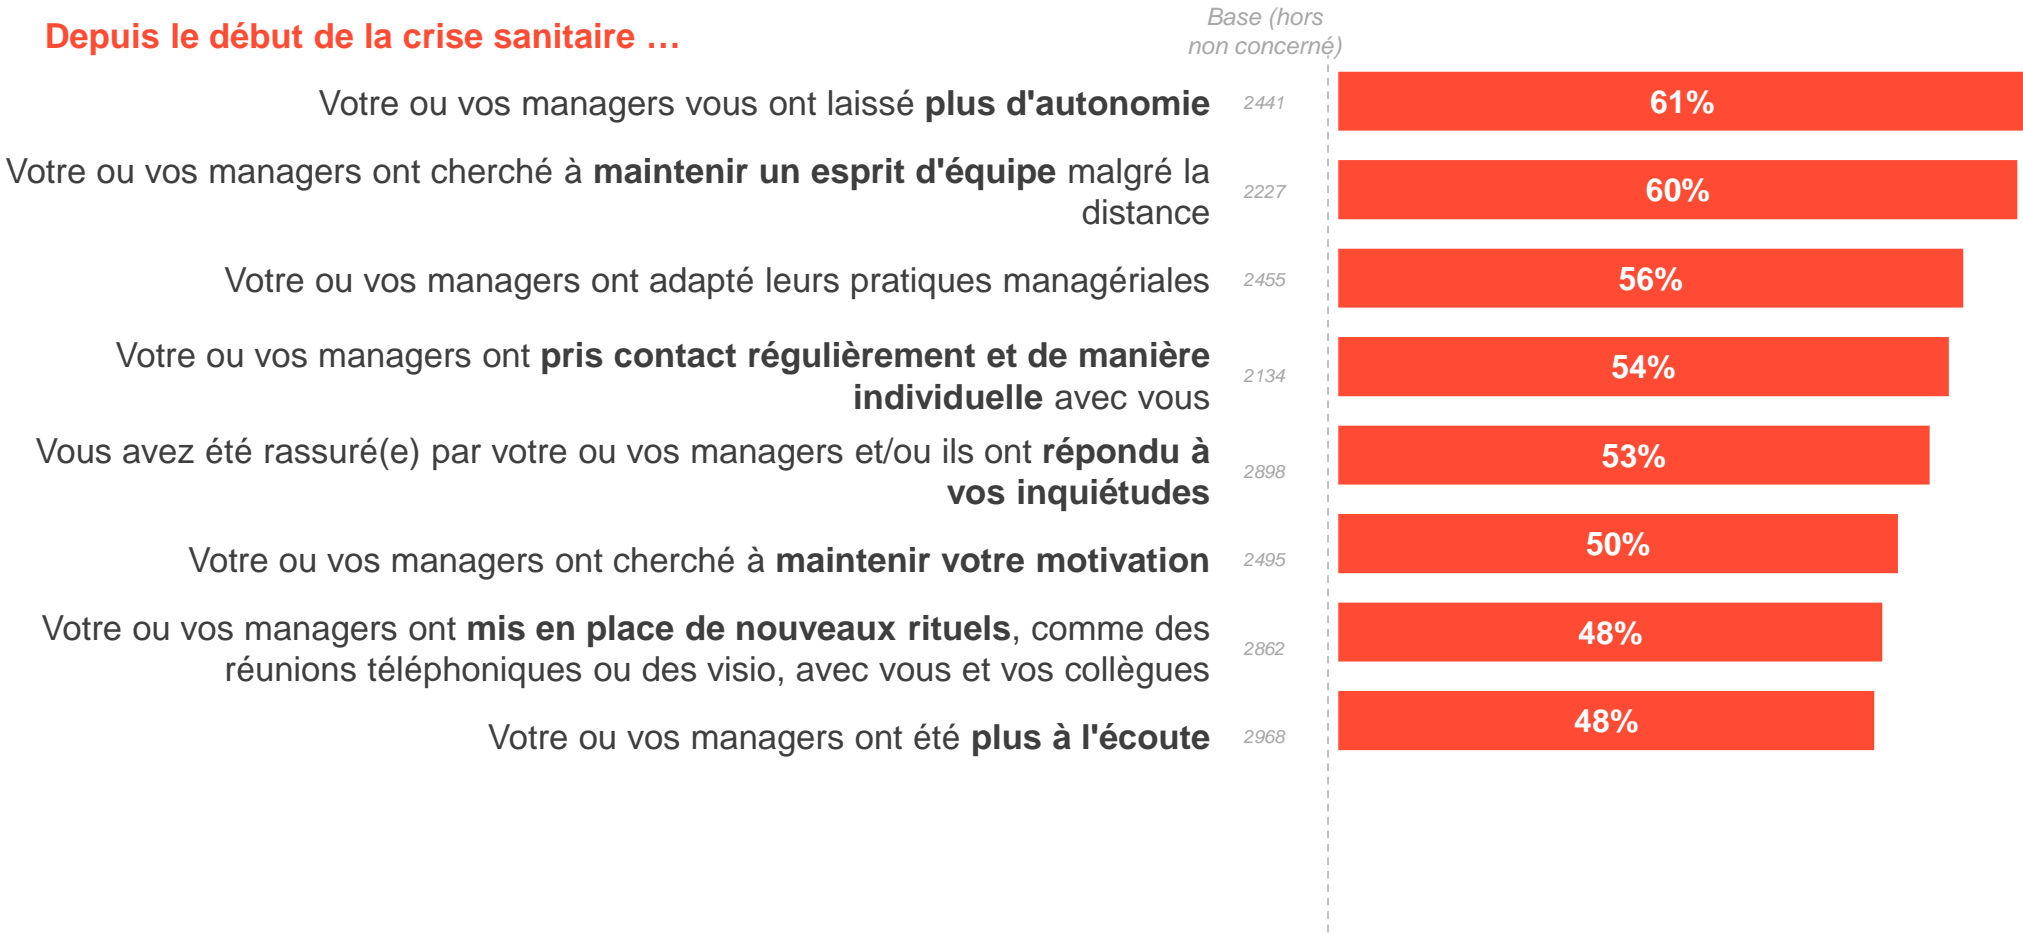 Depuis le début de la crise sanitaire …
Base (hors
non concerné)
Votre ou vos managers vous ont laissé plus d'autonomie 2441 61%
Votre ou vos managers ont cherché à maintenir un esprit d'équipe malgré la
distance 2227 60%
Votre ou vos managers ont adapté leurs pratiques managériales 2455 56%
Votre ou vos managers ont pris contact régulièrement et de manière
individuelle avec vous 2134 54%
Vous avez été rassuré(e) par votre ou vos managers et/ou ils ont répondu à
vos inquiétudes 2898 53%
Votre ou vos managers ont cherché à maintenir votre motivation 2495 50%
Votre ou vos managers ont mis en place de nouveaux rituels, comme des
réunions téléphoniques ou des visio, avec vous et vos collègues 2862 48%
Votre ou vos managers ont été plus à l'écoute 2968 48%